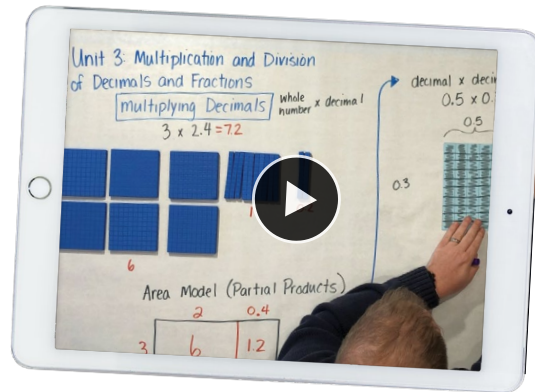 Unit 3: Multiplication and Division
of Decimals and Fractions
multiplying Decimals
whole
number x decimal
3 x 2.4 = 7.2
1
2
6
Area Model (Partial Products)
2 0.4
3 6 1.2
decimal x deci
0.5 x 0.
0.5
0.3